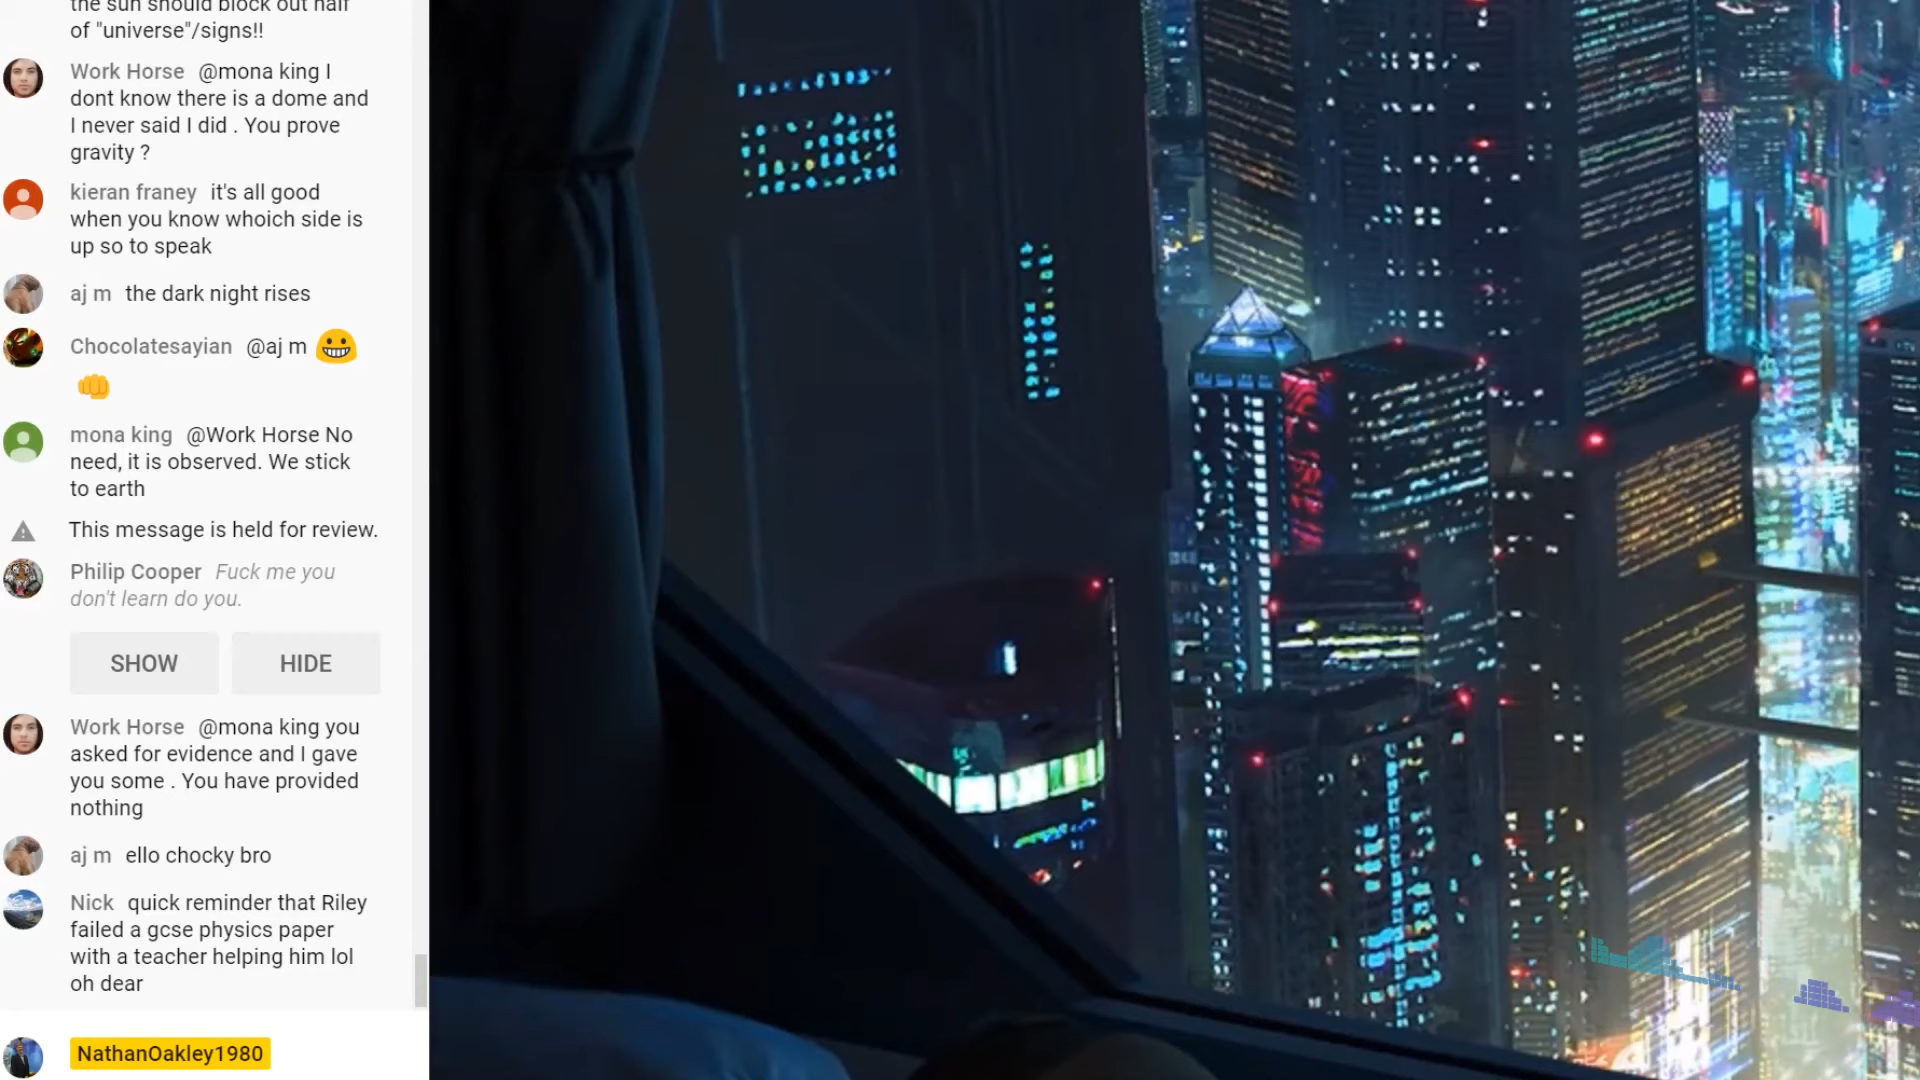 the sun should block out half
of "universe"/signs!!
Work Horse @mona king I
dont know there is a dome and
I never said I did . You prove
gravity ?
kieran franey it's all good
when you know whoich side is
up so to speak
aj m the dark night rises
Chocolatesayian @aj m 😀
👊
mona king @Work Horse No
need, it is observed. We stick
to earth
This message is held for review.
Philip Cooper Fuck me you
don't learn do you.
SHOW HIDE
Work Horse @mona king you
asked for evidence and I gave
you some . You have provided
nothing
aj m ello chocky bro
Nick quick reminder that Riley
failed a gcse physics paper
with a teacher helping him lol
oh dear
NathanOakley1980